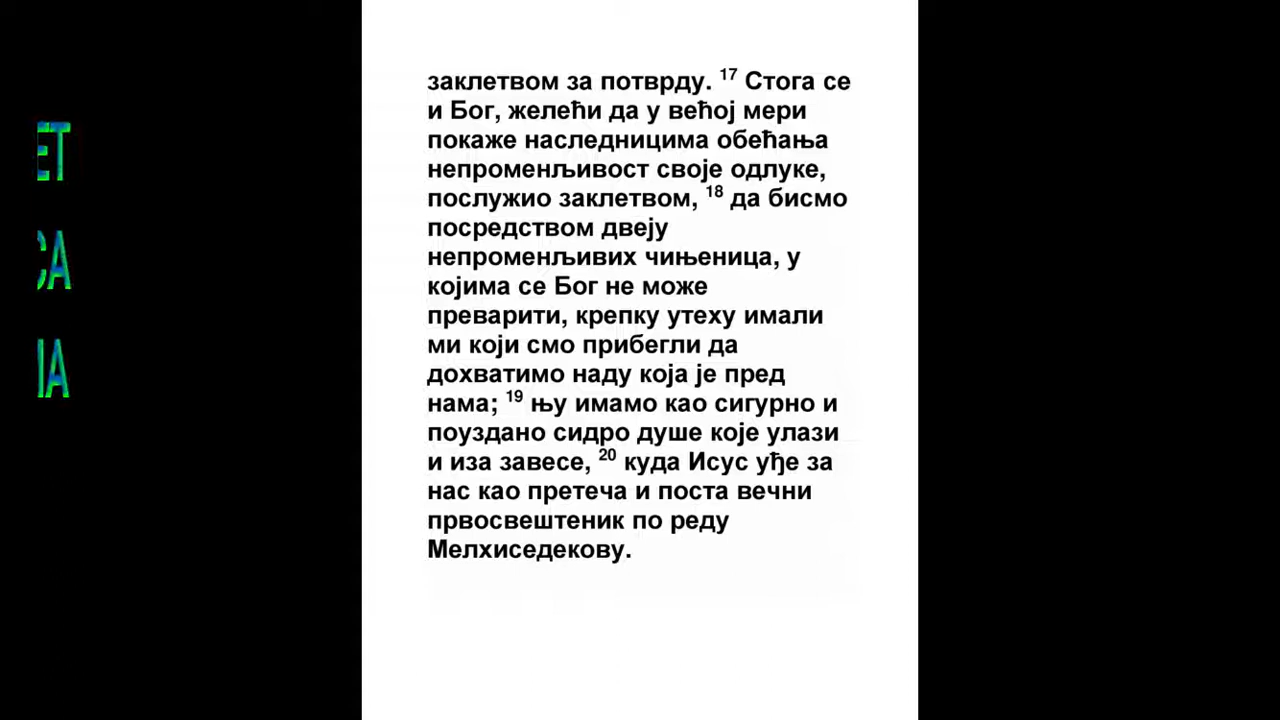 заклетвом за потврду. 17 Стога се
и Бог, желећи да у већој мери
покаже наследницима обећања
непроменљивост своје одлуке,
послужио заклетвом, 18 да бисмо
посредством двеју
непроменљивих чињеница, у
којима се Бог не може
преварити, крепку утеху имали
ми који смо прибегли да
дохватимо наду која је пред
нама; 19 њу имамо као сигурно и
поуздано сидро душе које улази
и иза завесе, 20 куда Исус уђе за
нас као претеча и поста вечни
првосвештеник по реду
Мелхиседекову.